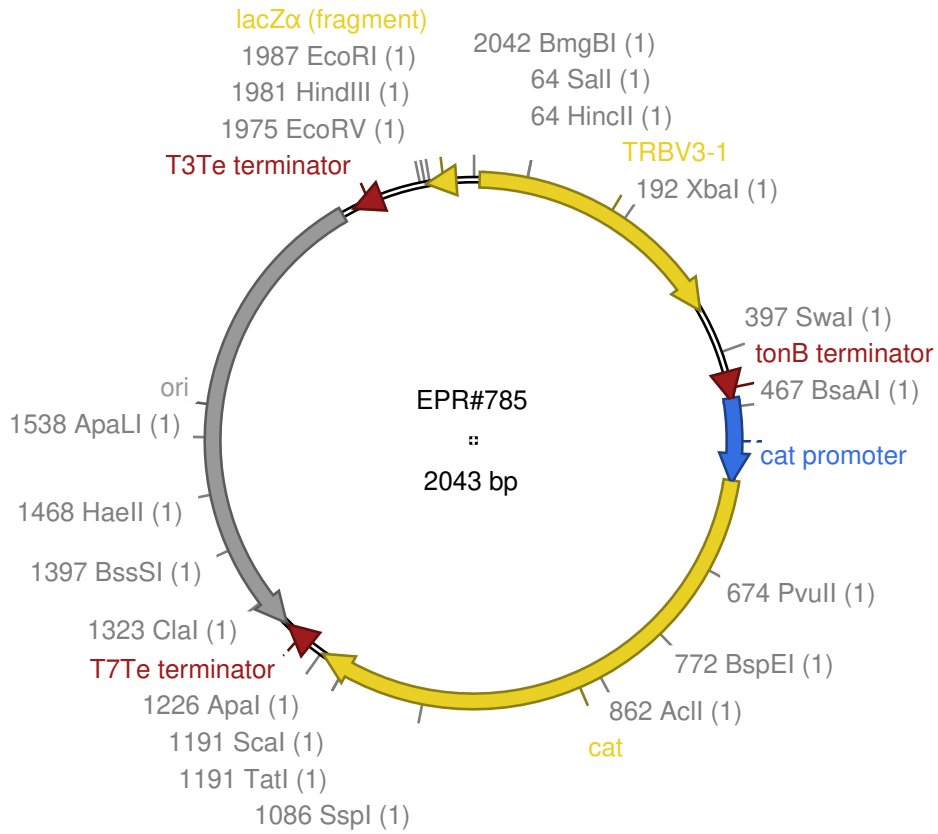 lacZα (fragment)
1987 EcoRI (1)
1981 HindIII (1)
1975 EcoRV (1)
T3Te terminator
2042 BmgBI (1)
64 SalI (1)
64 HincII (1)
TRBV3-1
192 XbaI (1)
397 SwaI (1)
tonB terminator
467 BsaAI (1)
cat promoter
674 PvuII (1)
772 BspEI (1)
862 AclI (1)
cat
EPR#785
2043 bp
ori
1538 ApaLI (1)
1468 HaeII (1)
1397 BssSI (1)
1323 ClaI (1)
T7Te terminator
1226 ApaI (1)
1191 ScaI (1)
1191 TatI (1)
1086 SspI (1)